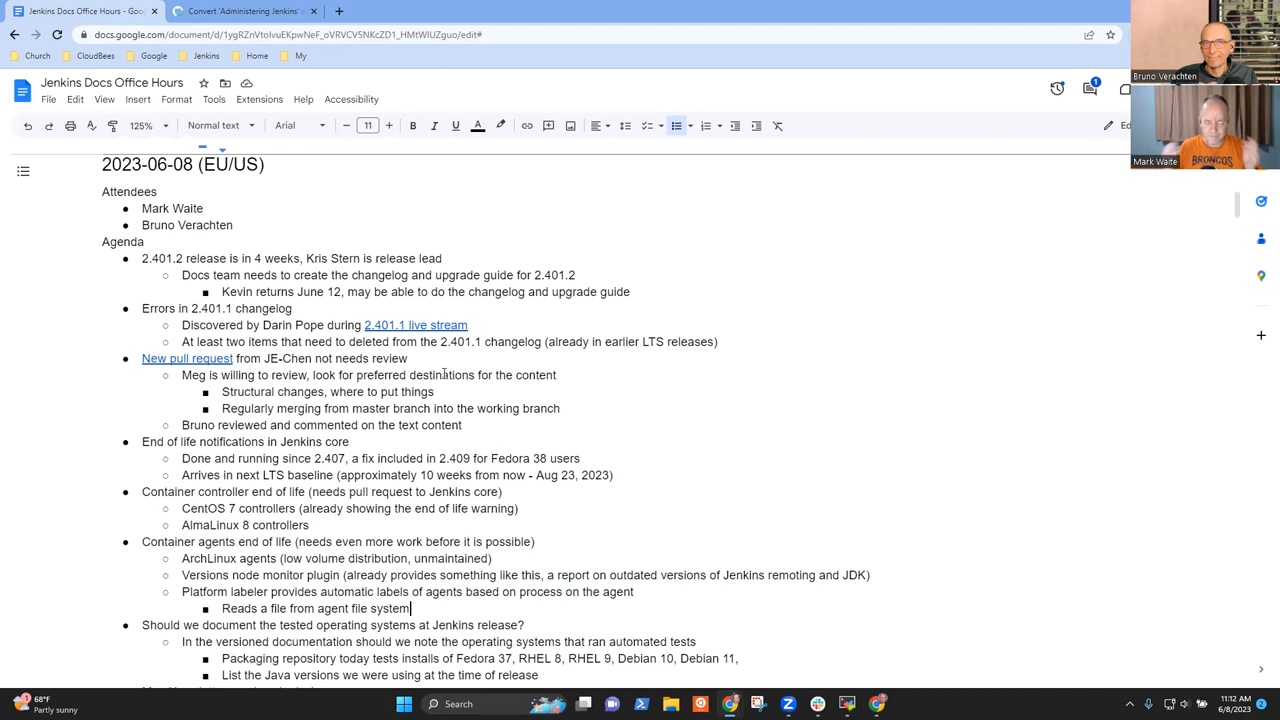 Jenkins Docs Office Hours - Goo
Convert "Administering Jenkins"
docs.google.com/document/d/1ygRZnVtoIvuEKpwNeF_oVRVCV5NKcZD1_HMtWIUZguo/edit#
Church
CloudBees
Google
Jenkins
Home
My
Jenkins Docs Office Hours
File Edit View Insert Format Tools Extensions Help Accessibility
1
125% Normal text Arial 11 B I U A
2023-06-08 (EU/US)
Attendees
● Mark Waite
● Bruno Verachten
Agenda
● 2.401.2 release is in 4 weeks, Kris Stern is release lead
○ Docs team needs to create the changelog and upgrade guide for 2.401.2
■ Kevin returns June 12, may be able to do the changelog and upgrade guide
● Errors in 2.401.1 changelog
○ Discovered by Darin Pope during 2.401.1 live stream
○ At least two items that need to deleted from the 2.401.1 changelog (already in earlier LTS releases)
● New pull request from JE-Chen not needs review
○ Meg is willing to review, look for preferred destinations for the content
■ Structural changes, where to put things
■ Regularly merging from master branch into the working branch
○ Bruno reviewed and commented on the text content
● End of life notifications in Jenkins core
○ Done and running since 2.407, a fix included in 2.409 for Fedora 38 users
○ Arrives in next LTS baseline (approximately 10 weeks from now - Aug 23, 2023)
● Container controller end of life (needs pull request to Jenkins core)
○ CentOS 7 controllers (already showing the end of life warning)
○ AlmaLinux 8 controllers
● Container agents end of life (needs even more work before it is possible)
○ ArchLinux agents (low volume distribution, unmaintained)
○ Versions node monitor plugin (already provides something like this, a report on outdated versions of Jenkins remoting and JDK)
○ Platform labeler provides automatic labels of agents based on process on the agent
■ Reads a file from agent file system
● Should we document the tested operating systems at Jenkins release?
○ In the versioned documentation should we note the operating systems that ran automated tests
■ Packaging repository today tests installs of Fedora 37, RHEL 8, RHEL 9, Debian 10, Debian 11,
■ List the Java versions we were using at the time of release
Bruno Verachten
BRONCOS
Mark Waite
1
68°F
Partly sunny
Search
11:12 AM
6/8/2023
2